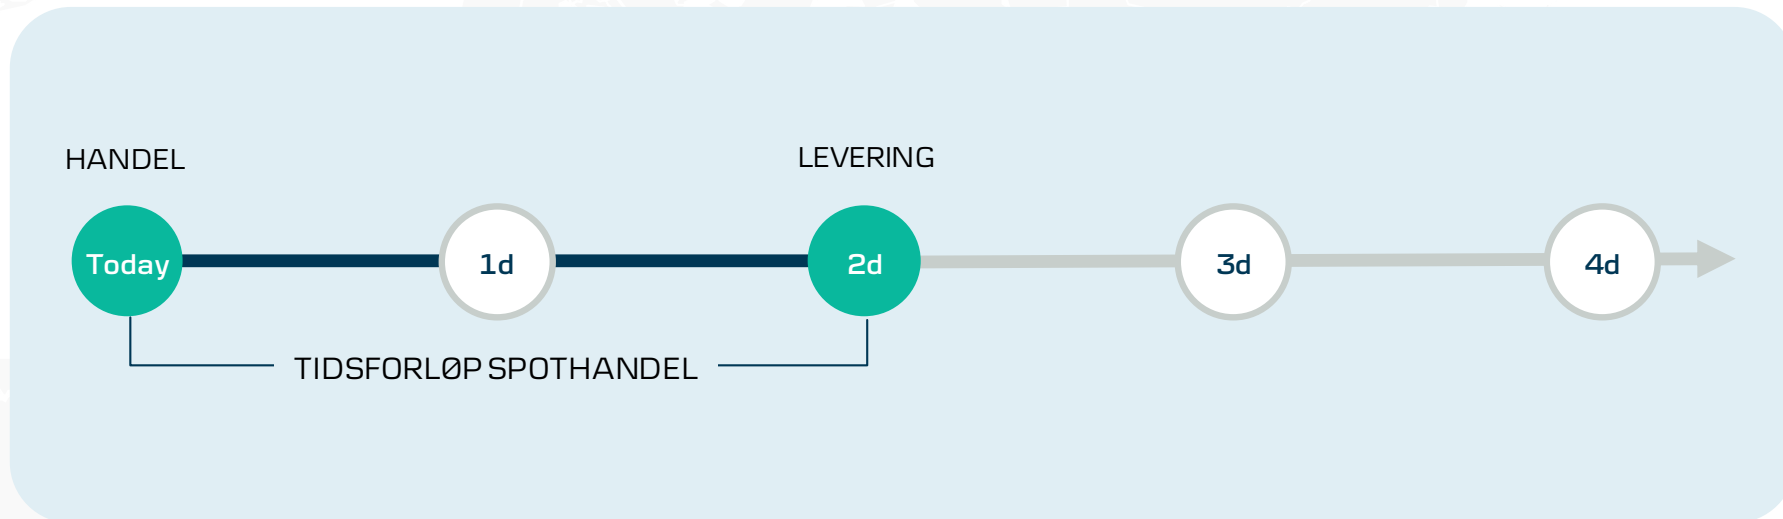 HANDEL
LEVERING
Today
1d
2d
3d
4d
TIDSFORLØP SPOTHANDEL